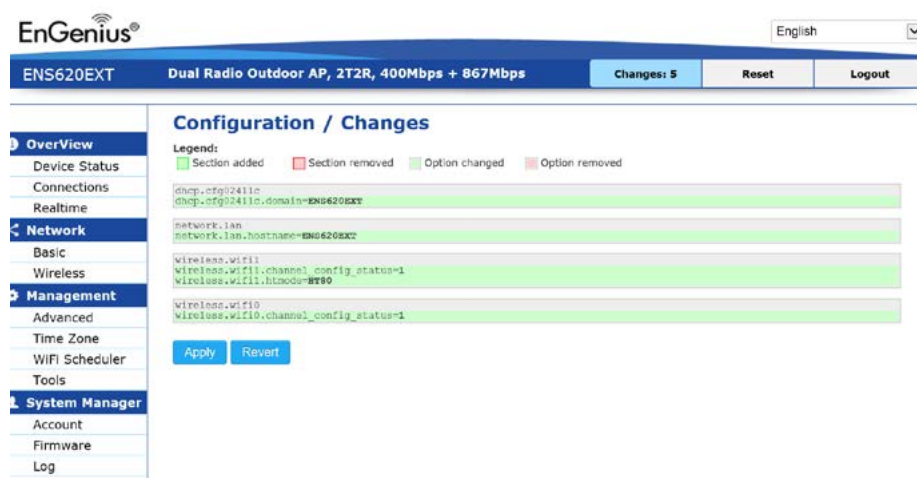 EnGenius®
English
ENS620EXT
Dual Radio Outdoor AP, 2T2R, 400Mbps + 867Mbps
Changes: 5
Reset
Logout
OverView
Device Status
Connections
Realtime
Network
Basic
Wireless
Management
Advanced
Time Zone
WiFi Scheduler
Tools
System Manager
Account
Firmware
Log
Configuration / Changes
Legend:
Section added
Section removed
Option changed
Option removed
dhcp.cfg02411c
dhcp.cfg02411c.domain=ENS620EXT
network.lan
network.lan.hostname=ENS620EXT
wireless.wifi1
wireless.wifi1.channel_config_status=1
wireless.wifi1.htmode=HT80
wireless.wifi0
wireless.wifi0.channel_config_status=1
Apply
Revert